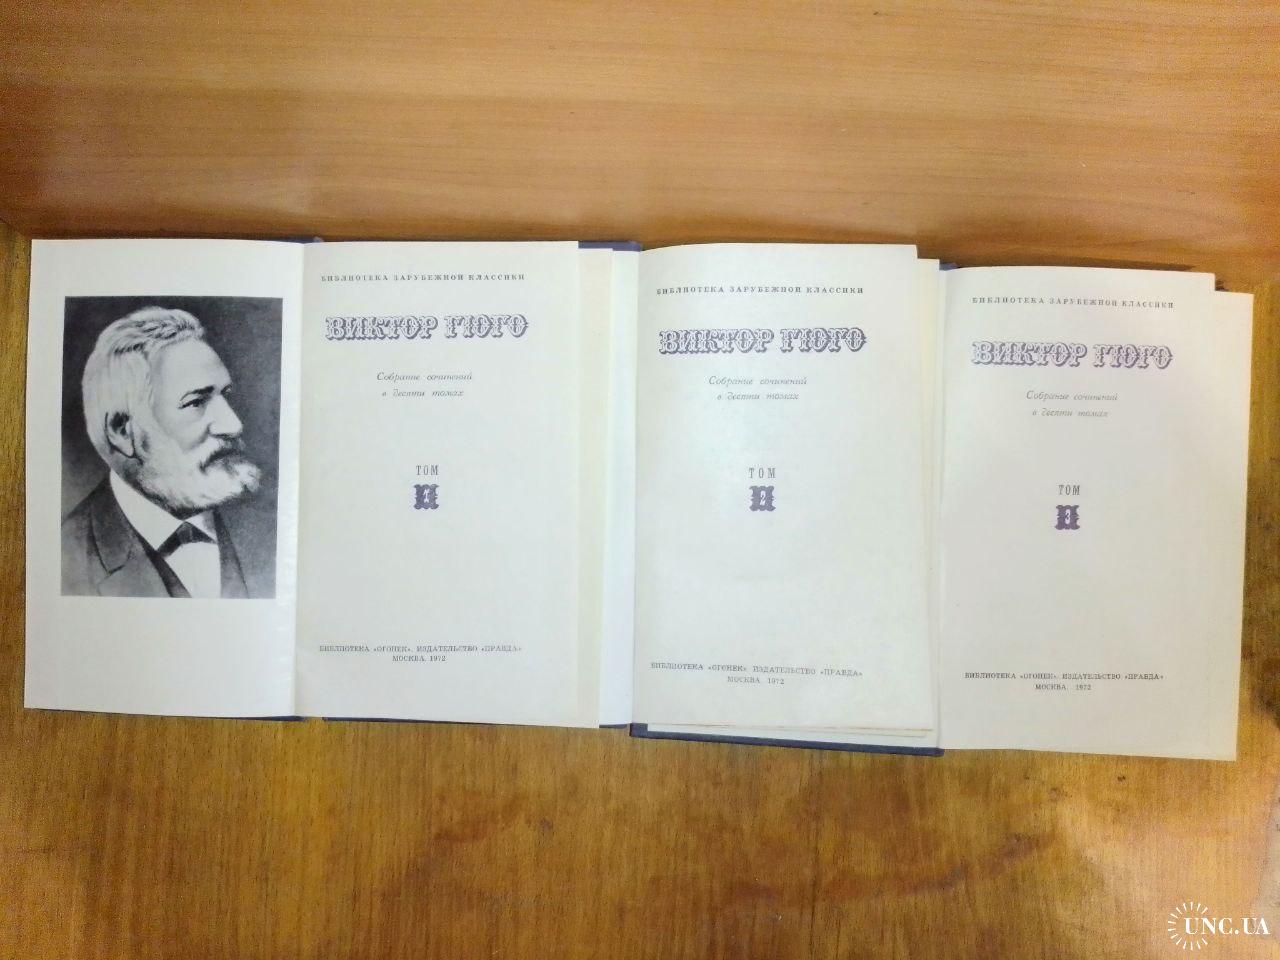 БИБЛИОТЕКА ЗАРУБЕЖНОЙ КЛАССИКИ
ВИКТОР ГЮГО
Собрание сочинений
в десяти томах
ТОМ
1
БИБЛИОТЕКА «ОГОНЕК». ИЗДАТЕЛЬСТВО «ПРАВДА»
МОСКВА. 1972
БИБЛИОТЕКА ЗАРУБЕЖНОЙ КЛАССИКИ
ВИКТОР ГЮГО
Собрание сочинений
в десяти томах
ТОМ
2
БИБЛИОТЕКА «ОГОНЕК». ИЗДАТЕЛЬСТВО «ПРАВДА»
МОСКВА. 1972
БИБЛИОТЕКА ЗАРУБЕЖНОЙ КЛАССИКИ
ВИКТОР ГЮГО
Собрание сочинений
в десяти томах
ТОМ
3
БИБЛИОТЕКА «ОГОНЕК». ИЗДАТЕЛЬСТВО «ПРАВДА»
МОСКВА. 1972
UNC.UA